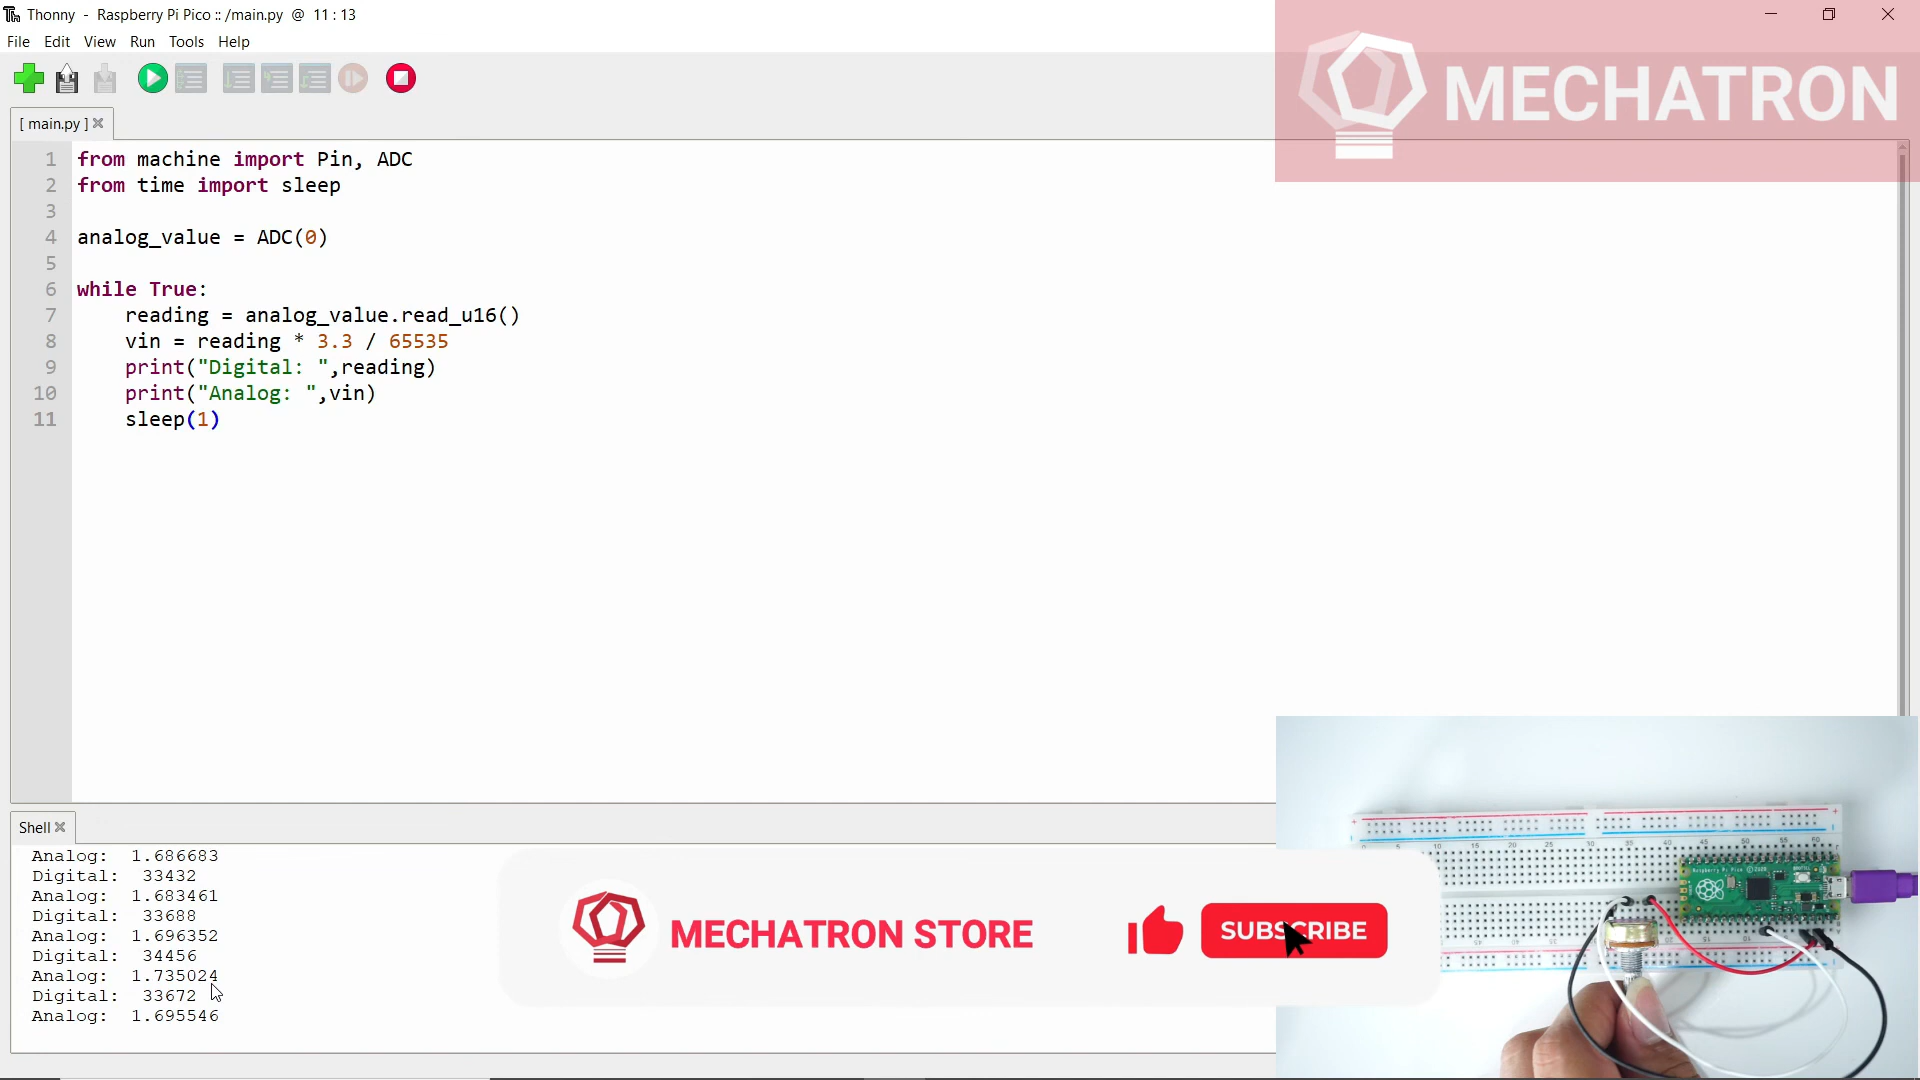 Thonny - Raspberry Pi Pico :: /main.py @ 11 : 13
File Edit View Run Tools Help
MECHATRON
[ main.py ]
1 from machine import Pin, ADC
2 from time import sleep
3
4 analog_value = ADC(0)
5
6 while True:
7     reading = analog_value.read_u16()
8     vin = reading * 3.3 / 65535
9     print("Digital: ",reading)
10     print("Analog: ",vin)
11     sleep(1)
Shell
Analog:  1.686683
Digital:  33432
Analog:  1.683461
Digital:  33688
Analog:  1.696352
Digital:  34456
Analog:  1.735024
Digital:  33672
Analog:  1.695546
MECHATRON STORE
SUBSCRIBE
Raspberry Pi Pico ©2020